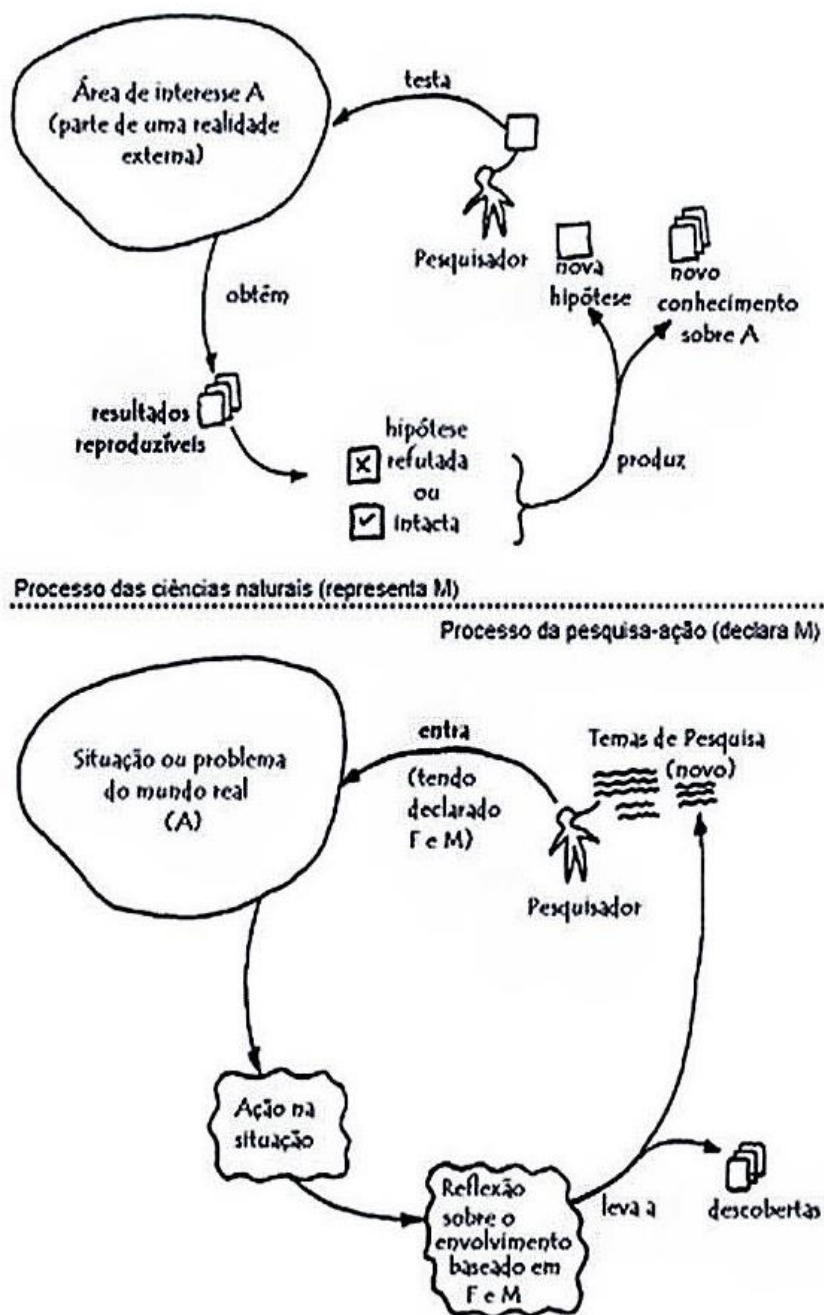 Área de interesse A
(parte de uma realidade
externa)
testa
Pesquisador
nova
hipótese
novo
conhecimento
sobre A
obtêm
resultados
reproduzíveis
hipótese
refutada
ou
intacta
produz
Processo das ciências naturais (representa M)
Processo da pesquisa-ação (declara M)
Situação ou problema
do mundo real
(A)
entra
(tendo
declarado
F e M)
Temas de Pesquisa
(novo)
Pesquisador
Ação na
situação
Reflexão
sobre o
envolvimento
baseado em
F e M
leva a
descobertas